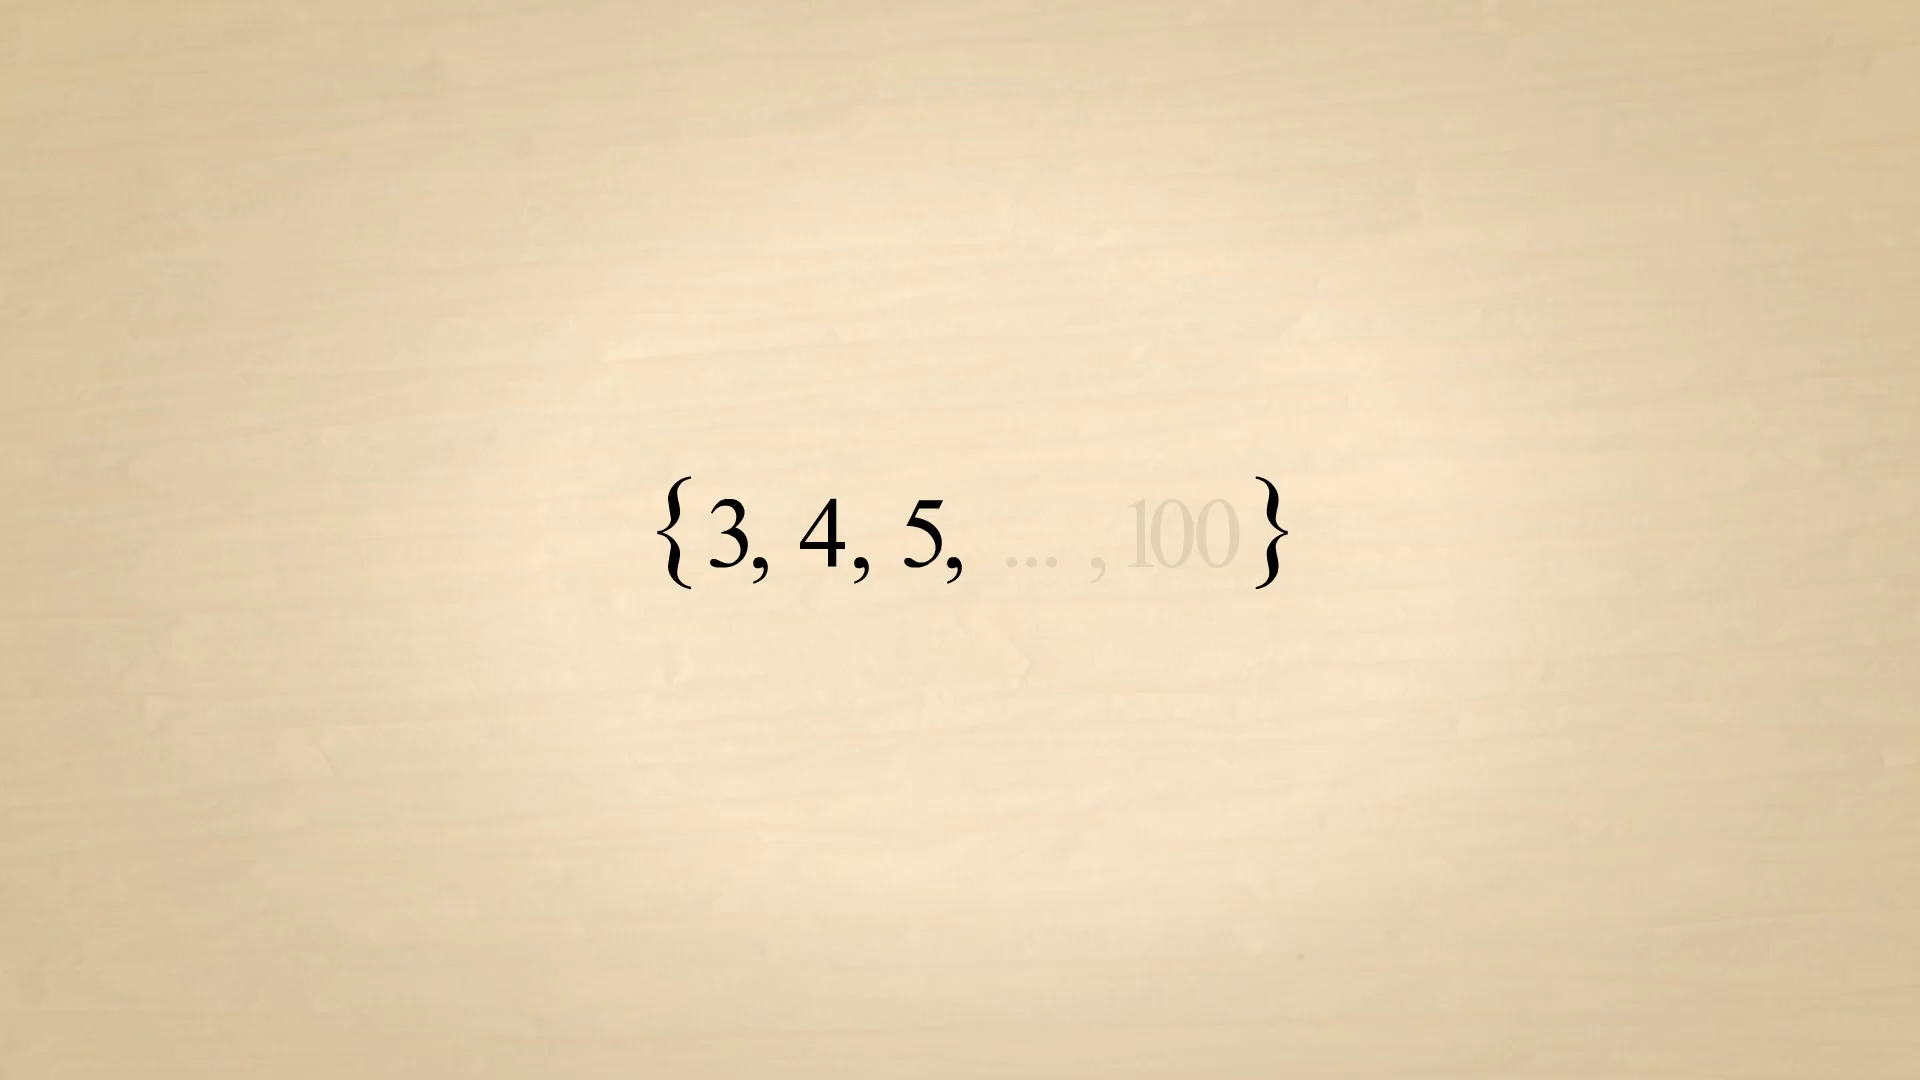 {3, 4, 5, ... , 100}